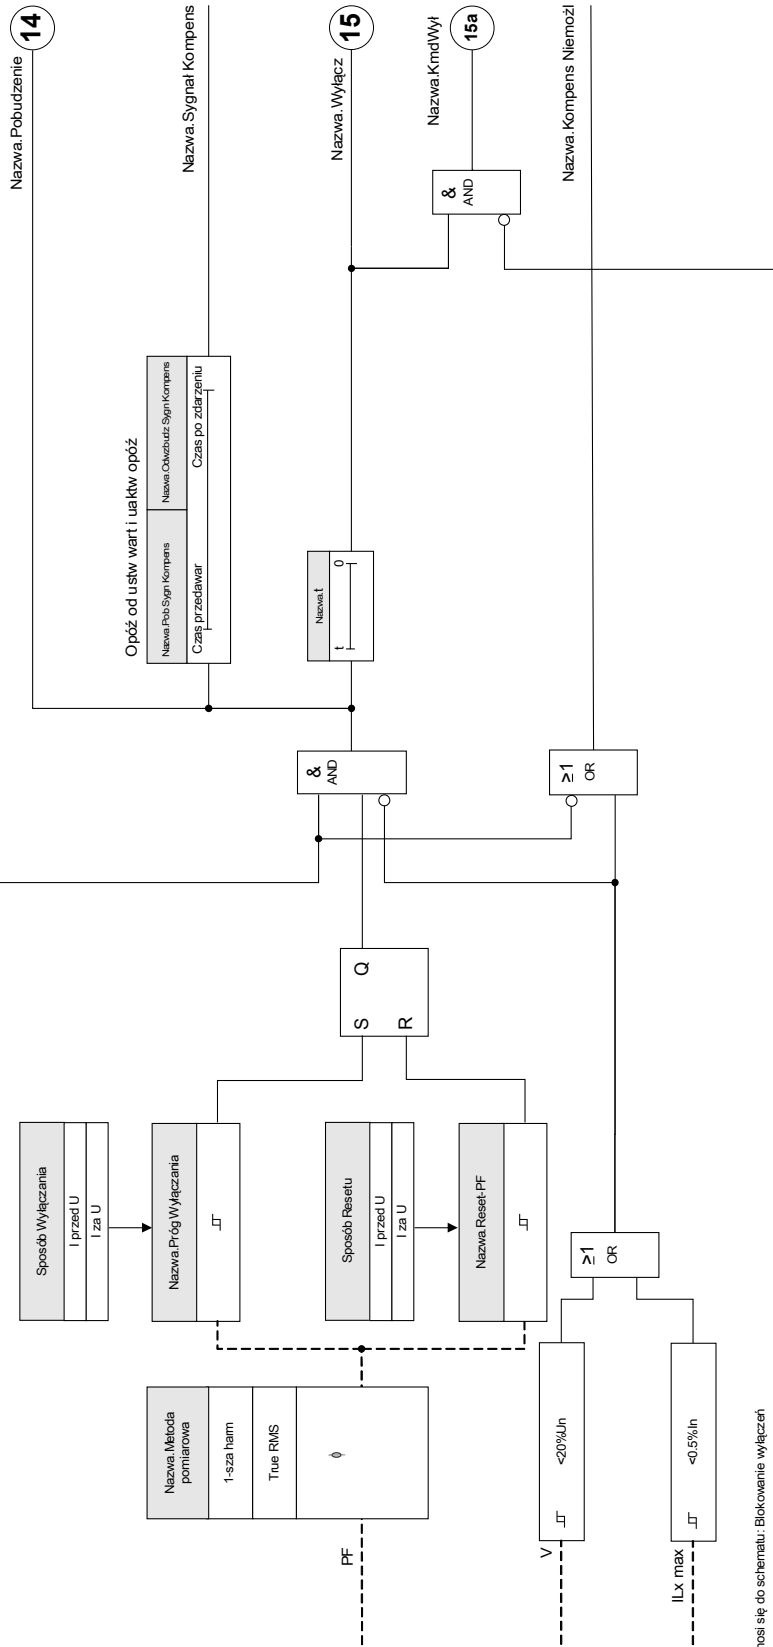 14
Nazwa.Pobudzenie
Nazwa.Sygnał Kompens
15
Nazwa.Wyłącz
15a
Nazwa.KmdWył
Nazwa.Kompens Niemożl
&
AND
Opóź od ustw wart i uaktw opóź
Nazwa.Pob Sygn Kompens
Nazwa.Odwzbudz Sygn Kompens
Czas przedawar
Czas po zdarzeniu
Nazwa.t
t
0
&
AND
≥1
OR
S
Q
R
Sposób Wyłączania
I przed U
I za U
Nazwa.Próg Wyłączania
Sposób Resetu
I przed U
I za U
Nazwa.Reset-PF
≥1
OR
Nazwa.Metoda
pomiarowa
1-sza harm
True RMS
ϕ
PF
V
<20%Un
ILx max
<0.5%In
nosi się do schematu: Blokowanie wyłączeń